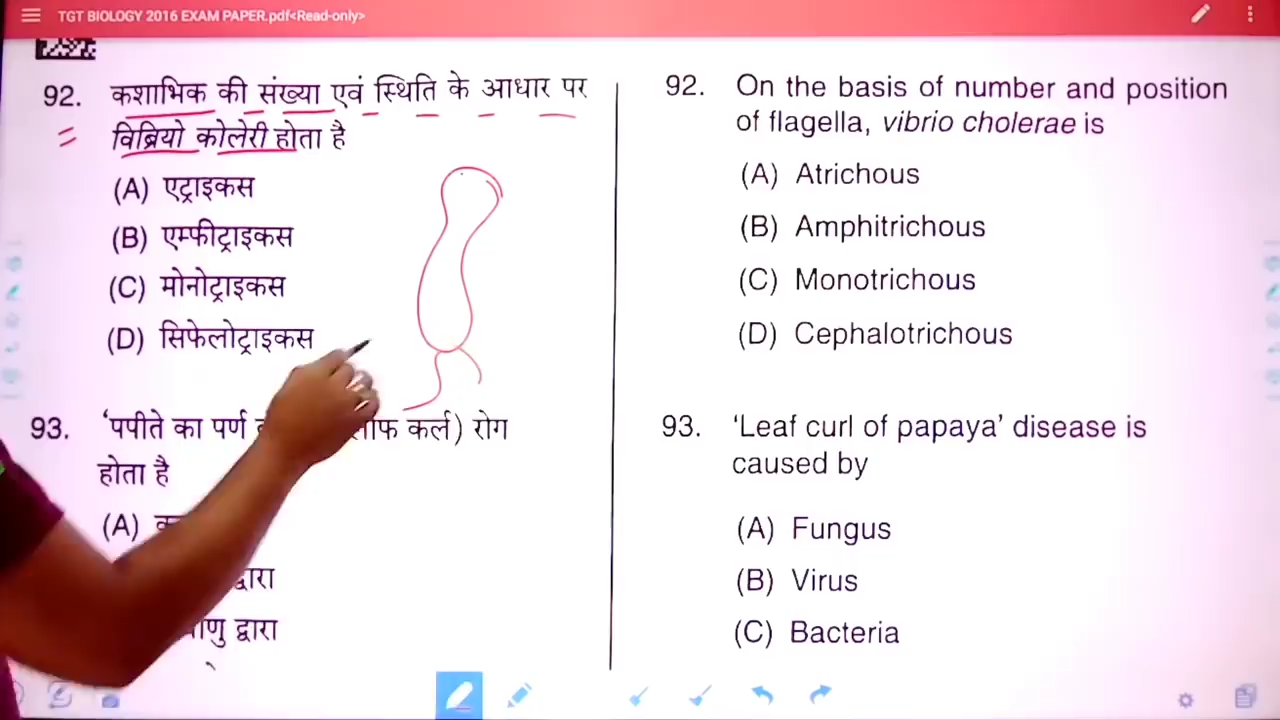 TGT BIOLOGY 2016 EXAM PAPER.pdf<Read-only>
92. कशाभिक की संख्या एवं स्थिति के आधार पर
विब्रियो कोलेरी होता है
(A) एट्राइकस
(B) एम्फीट्राइकस
(C) मोनोट्राइकस
(D) सिफेलोट्राइकस
93. ‘पपीते का पर्ण कर्ल) रोग
होता है
(A)
द्वारा
द्वारा
92. On the basis of number and position
of flagella, vibrio cholerae is
(A) Atrichous
(B) Amphitrichous
(C) Monotrichous
(D) Cephalotrichous
93. ‘Leaf curl of papaya’ disease is
caused by
(A) Fungus
(B) Virus
(C) Bacteria